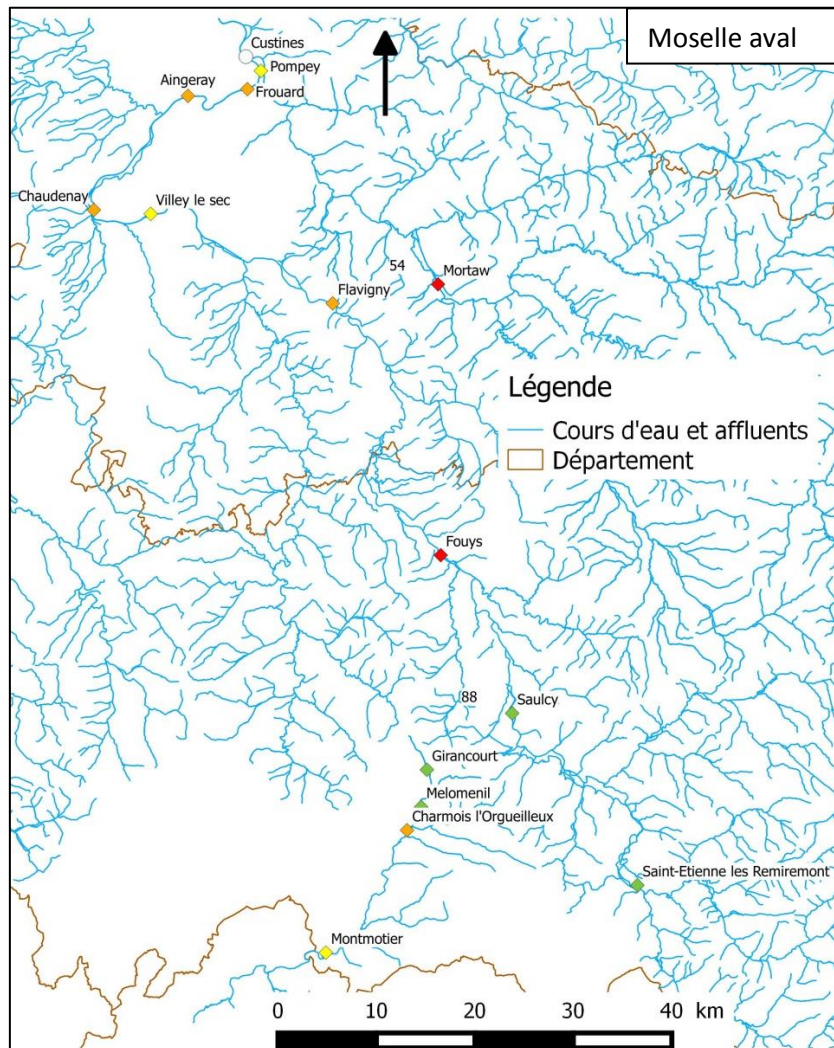 Moselle aval
Custines
Pompey
Aingeray
Frouard
Chaudenay
Villey le sec
54
Mortaw
Flavigny
Légende
Cours d'eau et affluents
Département
Fouys
88
Saulcy
Girancourt
Melomenil
Charmois l'Orgueilleux
Saint-Etienne les Remiremont
Montmotier
0 10 20 30 40 km